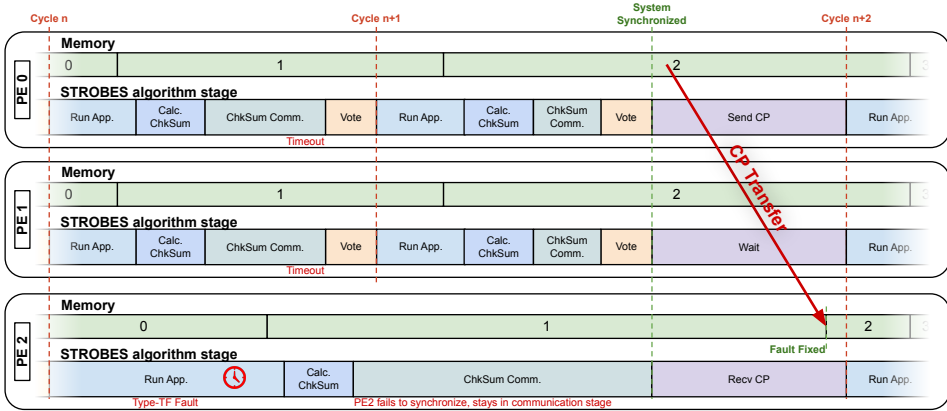 Cycle n
Cycle n+1
System
Synchronized
Cycle n+2
PE 0
Memory
0
1
2
3
STROBES algorithm stage
Run App.
Calc.
ChkSum
ChkSum Comm.
Vote
Run App.
Calc.
ChkSum
ChkSum
Comm.
Vote
Send CP
Run App.
Timeout
CP Transfer
PE 1
Memory
0
1
2
3
STROBES algorithm stage
Run App.
Calc.
ChkSum
ChkSum Comm.
Vote
Run App.
Calc.
ChkSum
ChkSum
Comm.
Vote
Wait
Run App.
Timeout
PE 2
Memory
0
1
2
3
Fault Fixed
STROBES algorithm stage
Run App.
Calc.
ChkSum
ChkSum Comm.
Recv CP
Run App.
Type-TF Fault
PE2 fails to synchronize, stays in communication stage